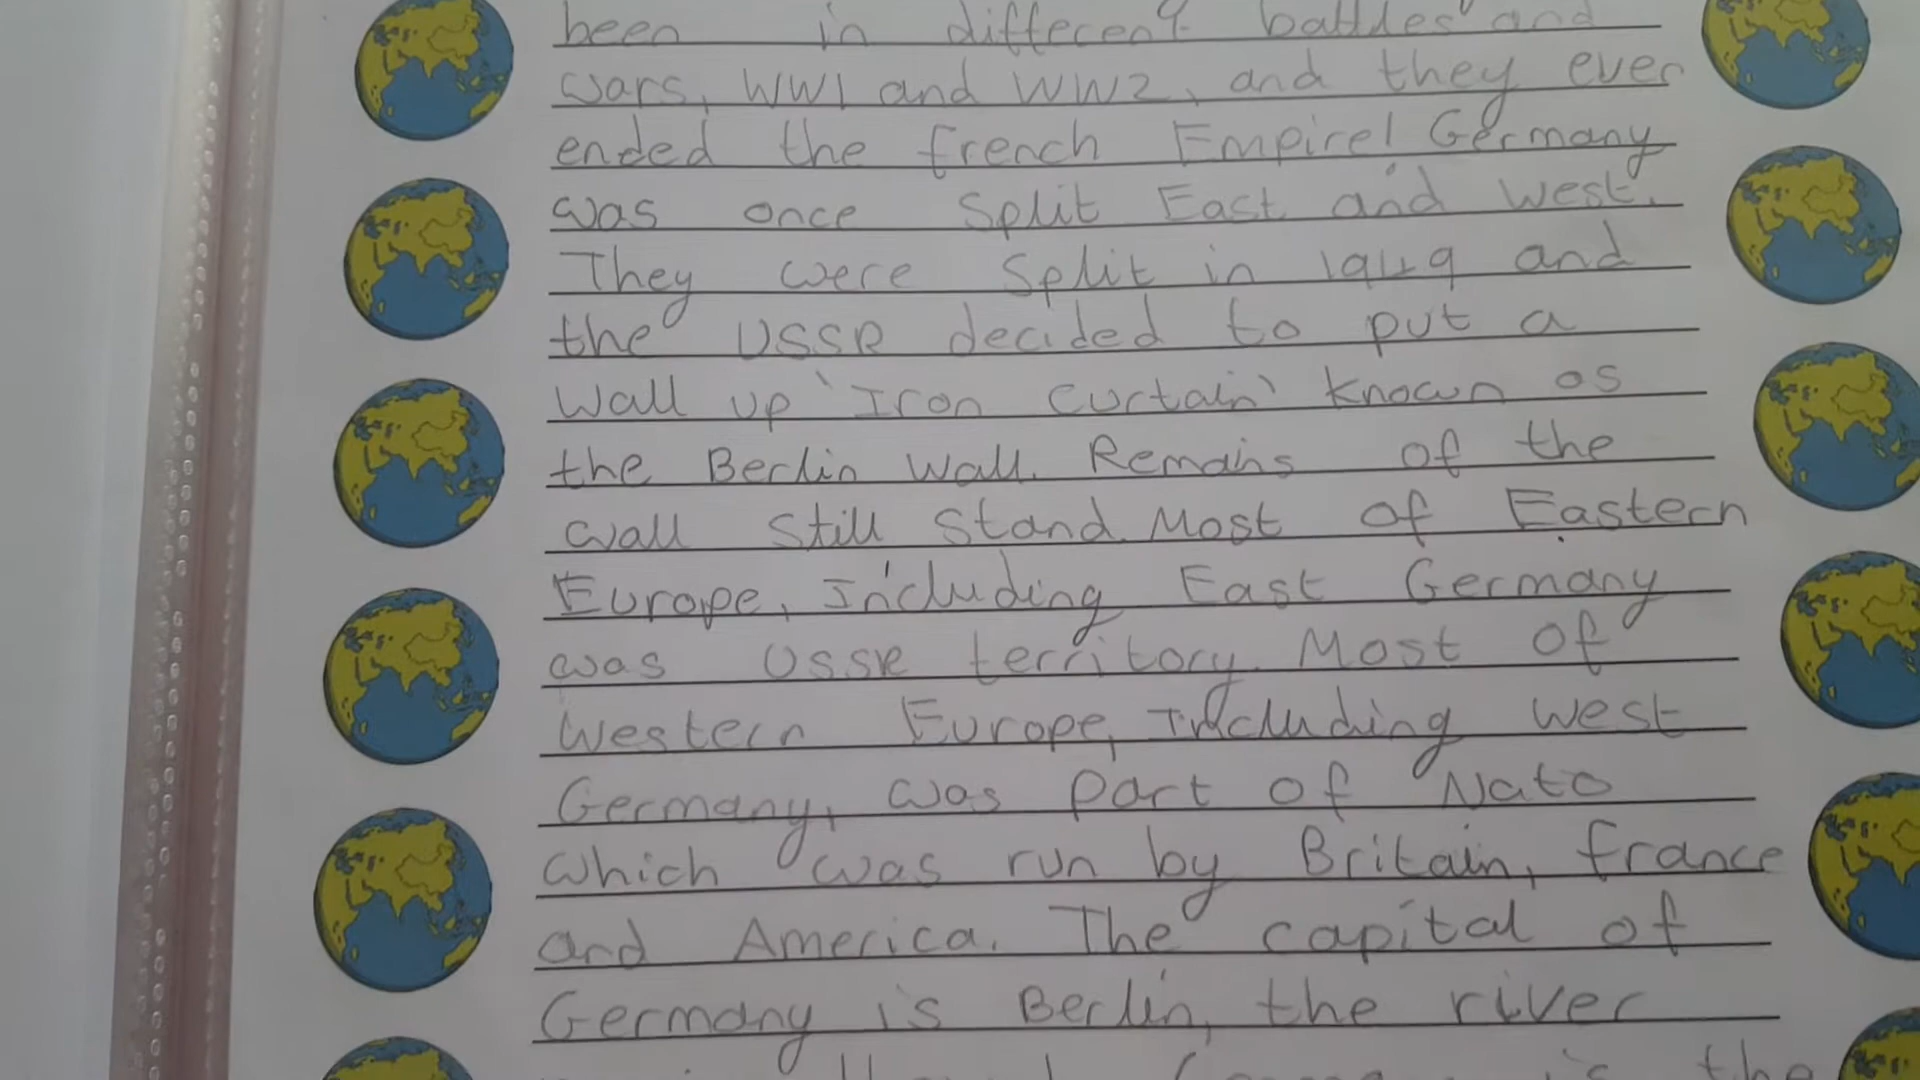 been in different battles and
wars, WW1 and WW2, and they even
ended the french Empire! Germany
was once Split East and West.
They were Split in 1949 and
the USSR decided to put a
Wall up 'Iron Curtain' known as
the Berlin Wall. Remains of the
wall still stand. Most of Eastern
Europe, Including East Germany
was USSR territory. Most of
Western Europe, Including West
Germany, was part of Nato
which was run by Britain, france
and America. The capital of
Germany is Berlin, the river
is the